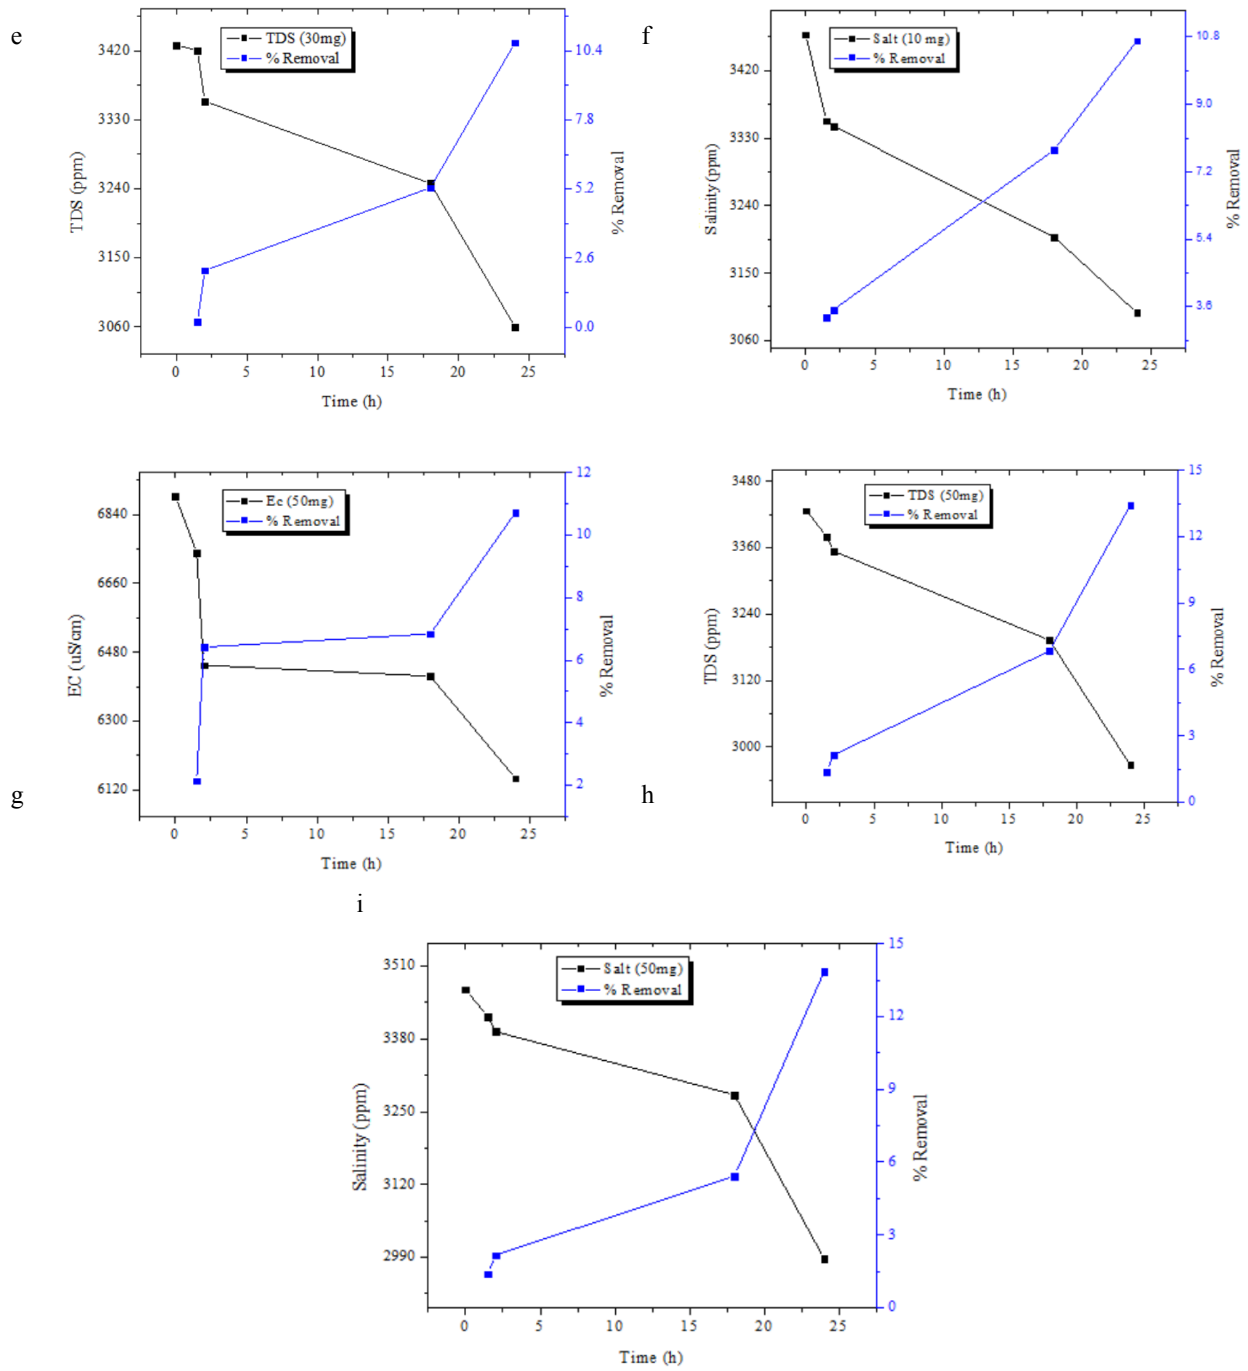 e
TDS (30mg)
% Removal
3420
3330
3240
3150
3060
TDS (ppm)
10.4
7.8
5.2
2.6
0.0
% Removal
0 5 10 15 20 25
Time (h)
f
Salt (10 mg)
% Removal
3420
3330
3240
3150
3060
Salinity (ppm)
10.8
9.0
7.2
5.4
3.6
% Removal
0 5 10 15 20 25
Time (h)
g
Ec (50mg)
% Removal
6840
6660
6480
6300
6120
EC (uS/cm)
12
10
8
6
4
2
% Removal
0 5 10 15 20 25
Time (h)
h
TDS (50mg)
% Removal
3480
3360
3240
3120
3000
TDS (ppm)
15
12
9
6
3
0
% Removal
0 5 10 15 20 25
Time (h)
i
Salt (50mg)
% Removal
3510
3380
3250
3120
2990
Salinity (ppm)
15
12
9
6
3
0
% Removal
0 5 10 15 20 25
Time (h)